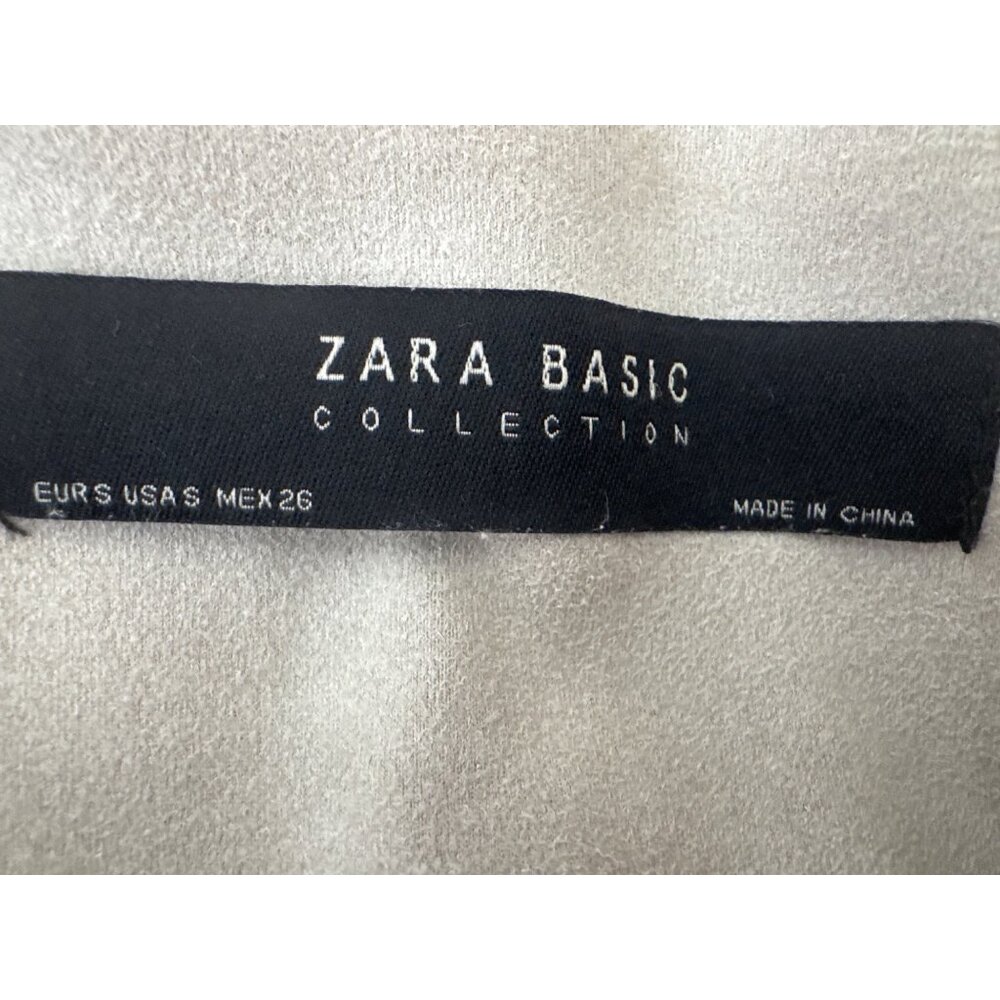 ZARA BASIC
COLLECTION
EUR S USA S MEX 26
MADE IN CHINA